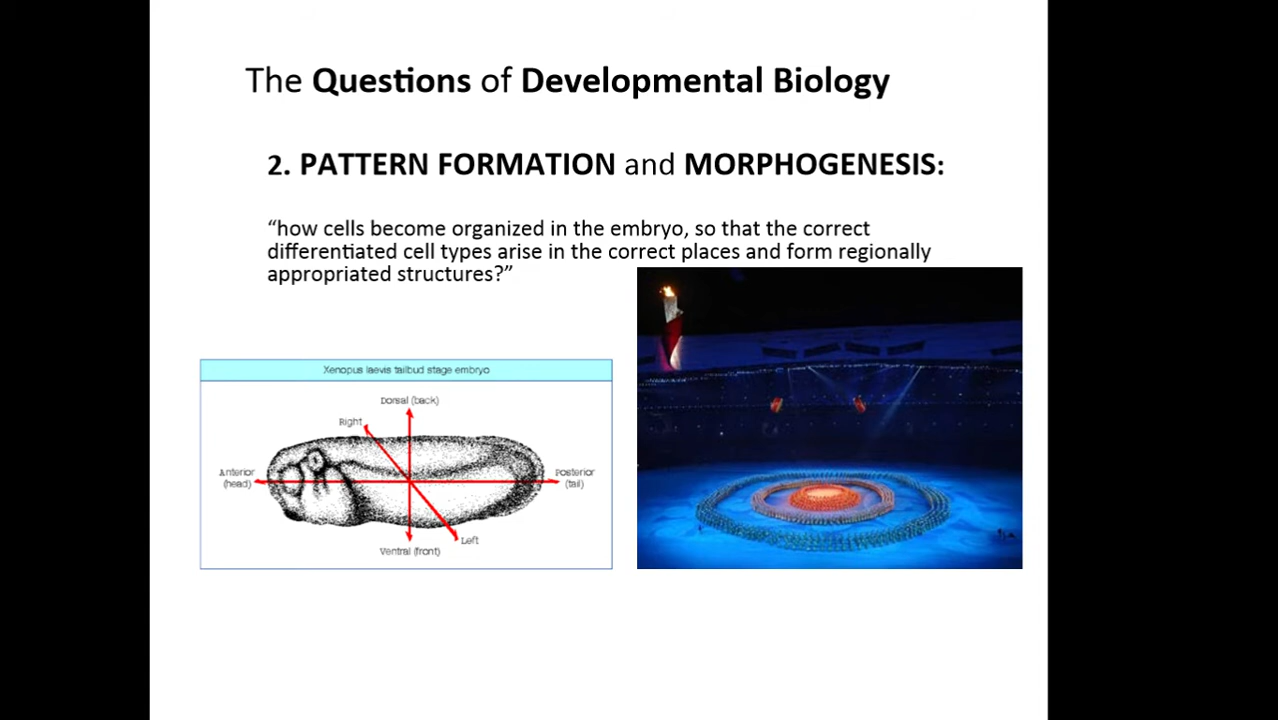 The Questions of Developmental Biology
2. PATTERN FORMATION and MORPHOGENESIS:
“how cells become organized in the embryo, so that the correct
differentiated cell types arise in the correct places and form regionally
appropriated structures?”
Xenopus laevis tailbud stage embryo
Dorsal (back)
Right
Anterior
(head)
Posterior
(tail)
Left
Ventral (front)